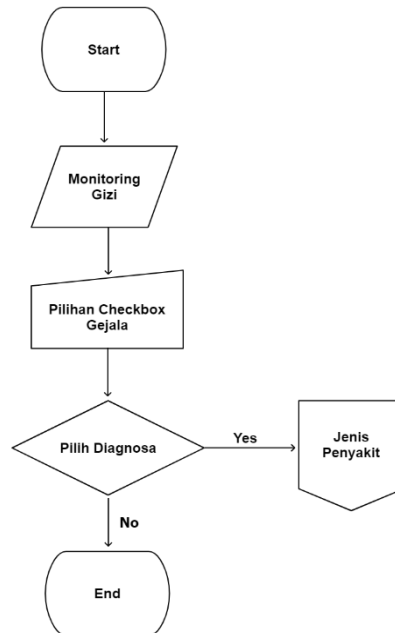 Start
Monitoring
Gizi
Pilihan Checkbox
Gejala
Pilih Diagnosa
Yes
Jenis
Penyakit
No
End